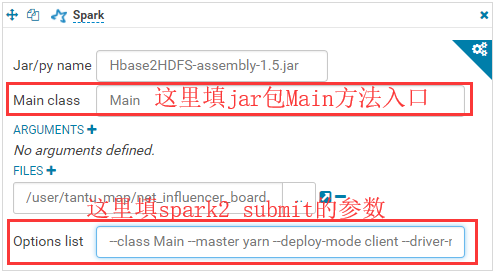 Spark
Jar/py name Hbase2HDFS-assembly-1.5.jar
Main class Main 这里填jar包Main方法入口
ARGUMENTS +
No arguments defined.
FILES +
这里填spark2 submit的参数
/user/tantu_map/net_influencer_board ...
Options list --class Main --master yarn --deploy-mode client --driver-r